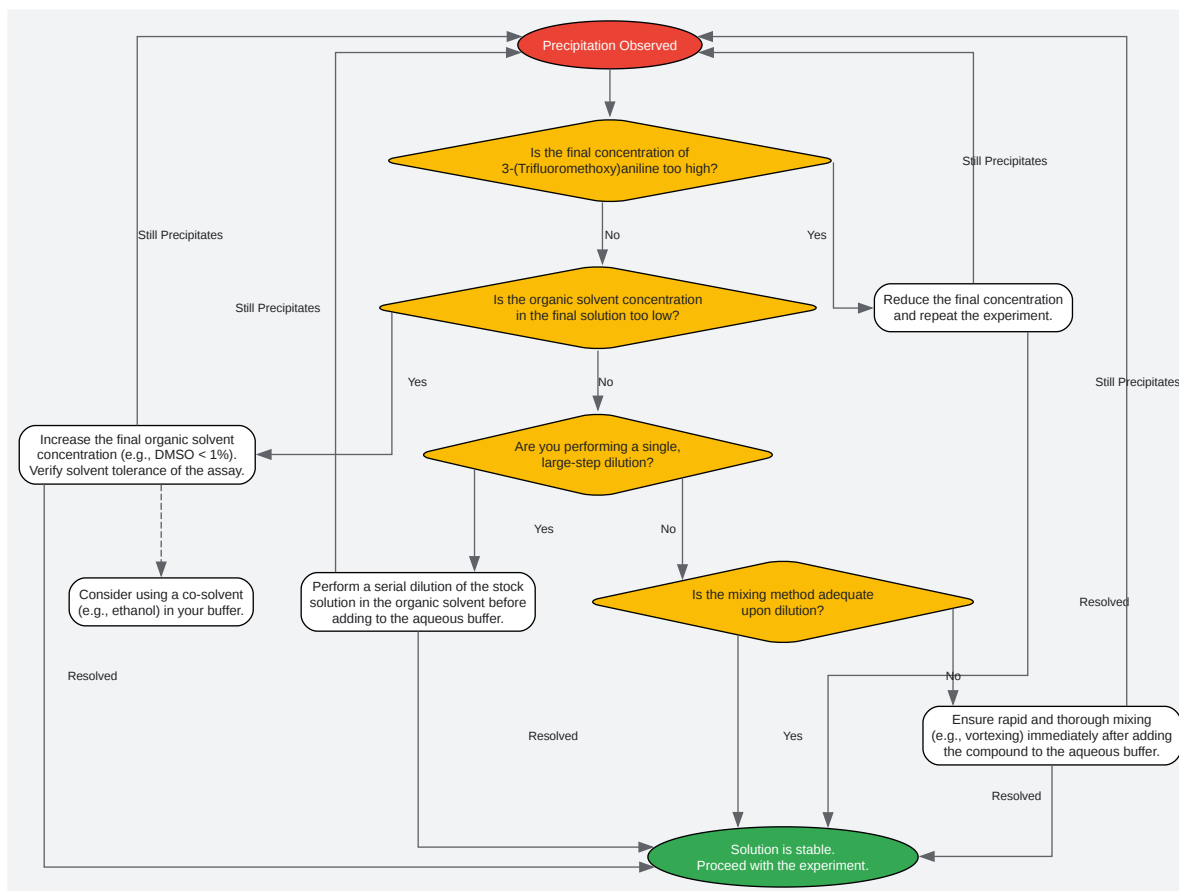 Precipitation Observed
Is the final concentration of
3-(Trifluoromethoxy)aniline too high?
Still Precipitates
Still Precipitates
No
Yes
Still Precipitates
Is the organic solvent concentration
in the final solution too low?
Reduce the final concentration
and repeat the experiment.
Yes
No
Still Precipitates
Increase the final organic solvent
concentration (e.g., DMSO < 1%).
Verify solvent tolerance of the assay.
Are you performing a single,
large-step dilution?
Yes
No
Consider using a co-solvent
(e.g., ethanol) in your buffer.
Perform a serial dilution of the stock
solution in the organic solvent before
adding to the aqueous buffer.
Is the mixing method adequate
upon dilution?
Resolved
Resolved
No
Resolved
Yes
Ensure rapid and thorough mixing
(e.g., vortexing) immediately after adding
the compound to the aqueous buffer.
Resolved
Solution is stable.
Proceed with the experiment.